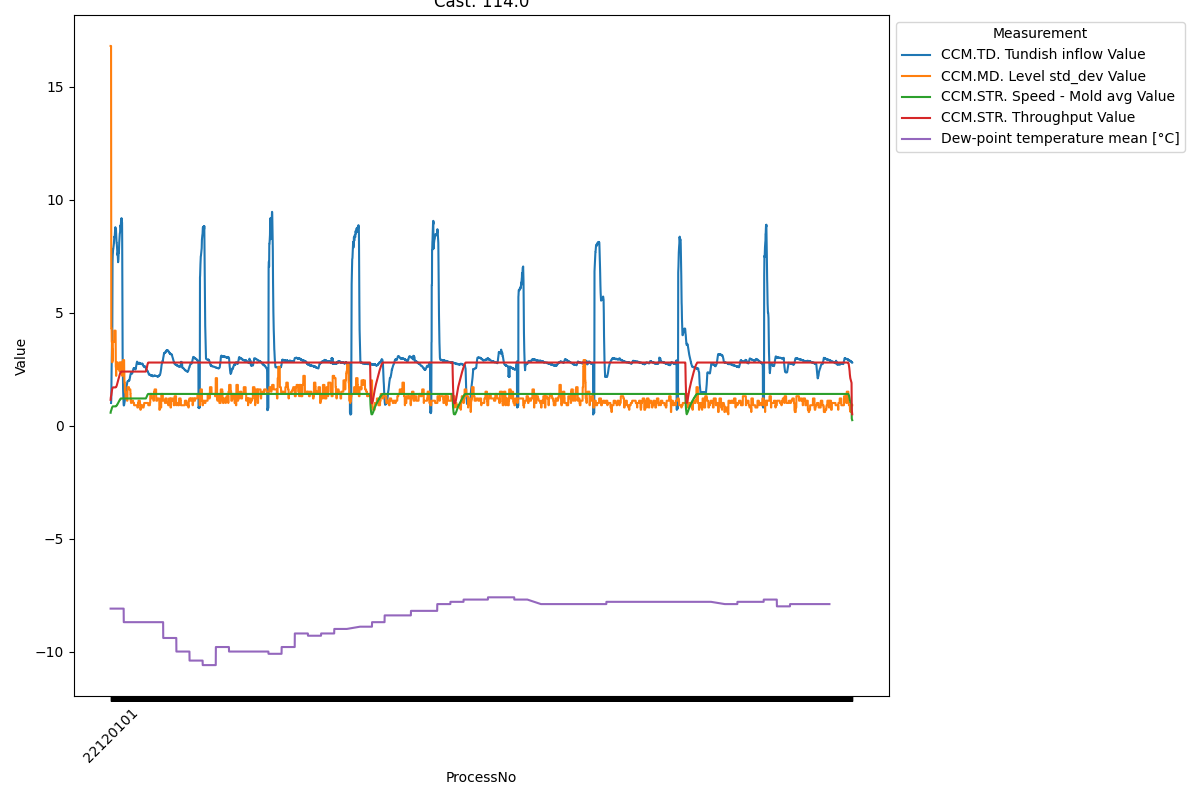 Cast: 114.0
Measurement
CCM.TD. Tundish inflow Value
CCM.MD. Level std_dev Value
CCM.STR. Speed - Mold avg Value
CCM.STR. Throughput Value
Dew-point temperature mean [°C]
15
10
5
0
−5
−10
Value
22120101
ProcessNo